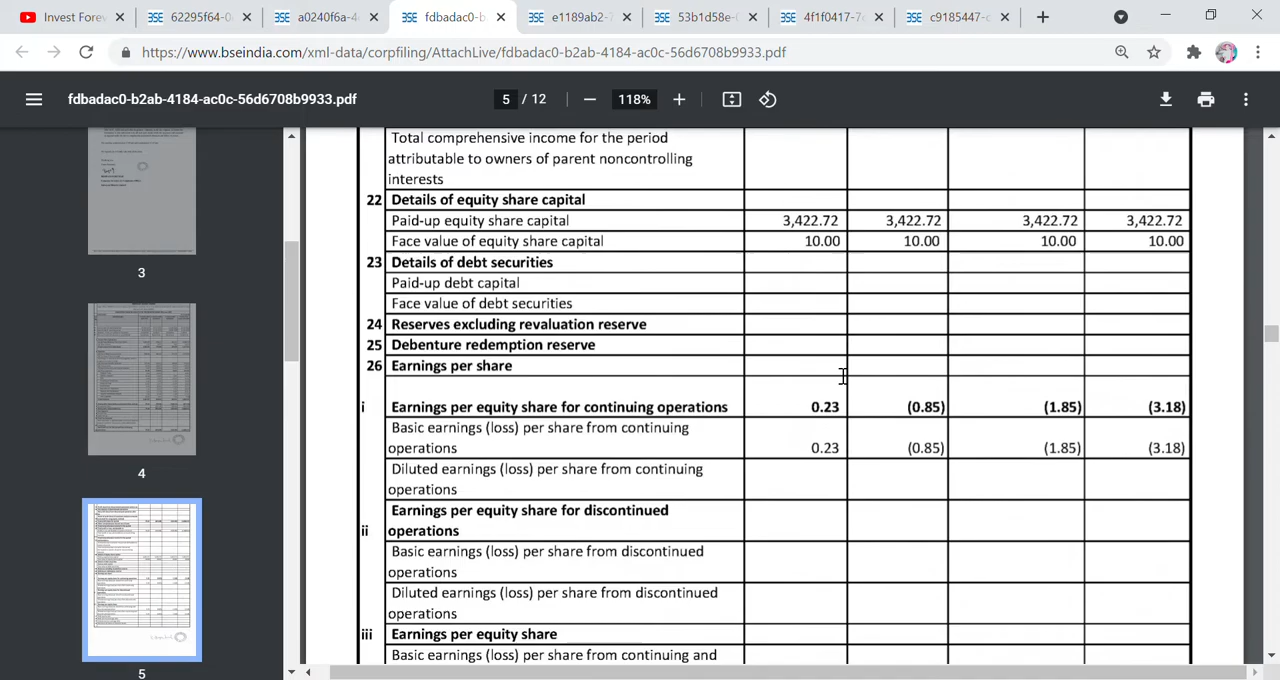 Invest Forev
62295f64-0
a0240f6a-4
fdbadac0-b
e1189ab2-7
53b1d58e-
4f1f0417-7
c9185447-c
https://www.bseindia.com/xml-data/corpfiling/AttachLive/fdbadac0-b2ab-4184-ac0c-56d6708b9933.pdf
fdbadac0-b2ab-4184-ac0c-56d6708b9933.pdf
5 / 12
118%
3
4
5
Total comprehensive income for the period
attributable to owners of parent noncontrolling
interests
22 Details of equity share capital
Paid-up equity share capital 3,422.72 3,422.72 3,422.72 3,422.72
Face value of equity share capital 10.00 10.00 10.00 10.00
23 Details of debt securities
Paid-up debt capital
Face value of debt securities
24 Reserves excluding revaluation reserve
25 Debenture redemption reserve
26 Earnings per share
i Earnings per equity share for continuing operations 0.23 (0.85) (1.85) (3.18)
Basic earnings (loss) per share from continuing
operations 0.23 (0.85) (1.85) (3.18)
Diluted earnings (loss) per share from continuing
operations
Earnings per equity share for discontinued
ii operations
Basic earnings (loss) per share from discontinued
operations
Diluted earnings (loss) per share from discontinued
operations
iii Earnings per equity share
Basic earnings (loss) per share from continuing and